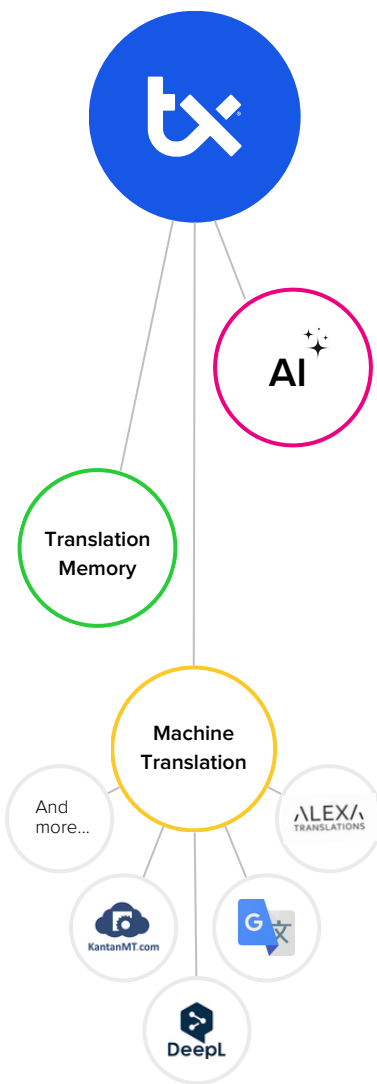 tx
AI
Translation
Memory
Machine
Translation
And
more...
ALEXA
TRANSLATIONS
KantanMT.com
G 文
DeepL